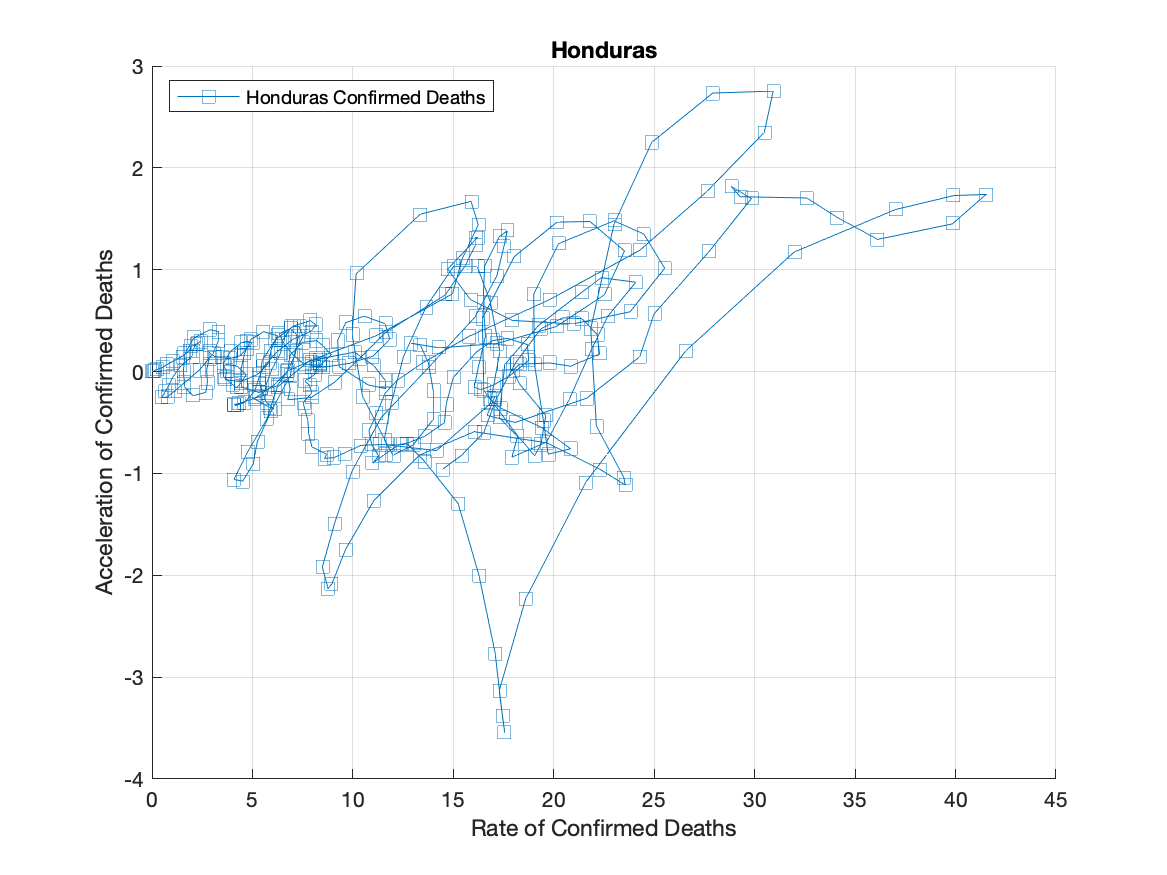 Honduras
3
Honduras Confirmed Deaths
2
1
0
-1
-2
-3
-4
Acceleration of Confirmed Deaths
0 5 10 15 20 25 30 35 40 45
Rate of Confirmed Deaths